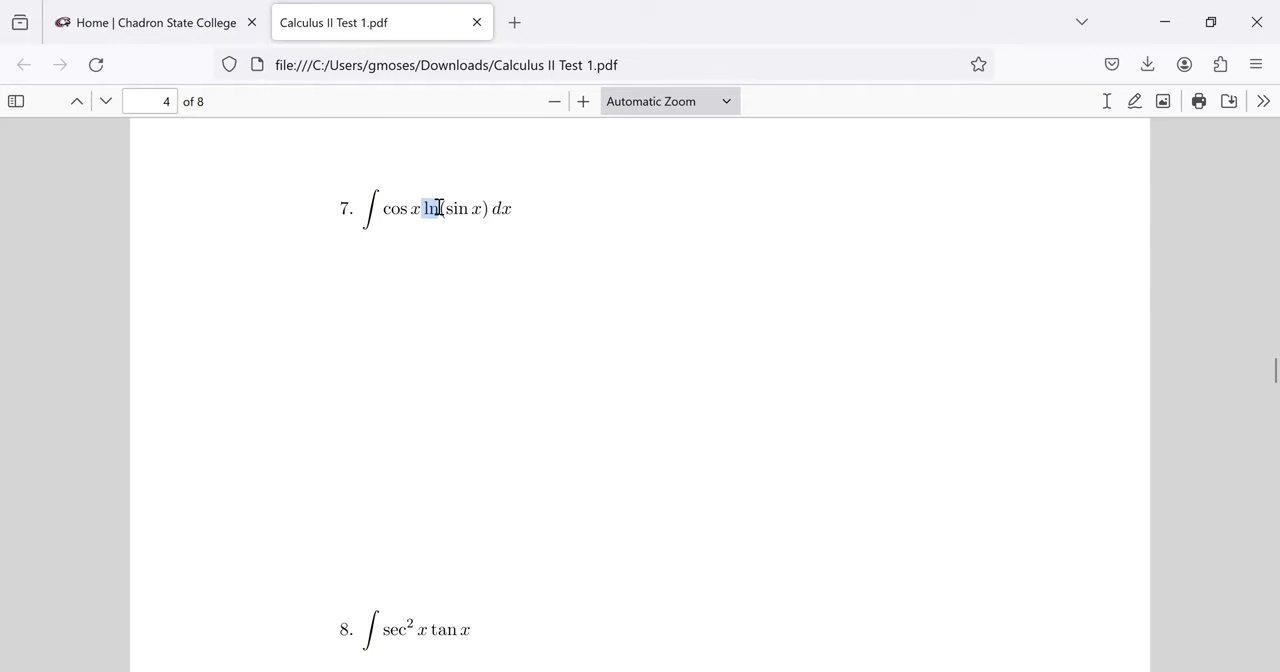 Home | Chadron State College
Calculus II Test 1.pdf
file:///C:/Users/gmoses/Downloads/Calculus II Test 1.pdf
4 of 8
Automatic Zoom
7. ∫ cos x ln(sin x) dx
8. ∫ sec² x tan x